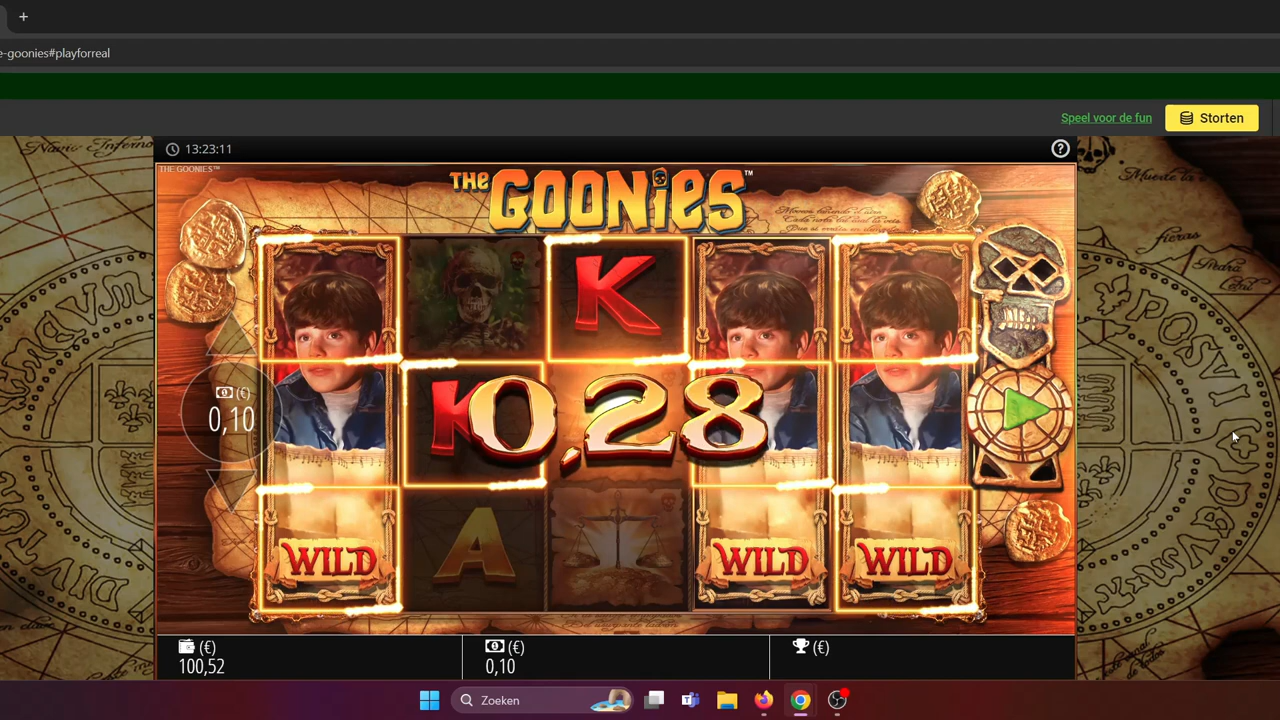 e-goonies#playforreal
Speel voor de fun
Storten
13:23:11
THE GOONIES™
THE GOONIES™
K
(€)
0,10
K
0,28
A
WILD
WILD
WILD
(€)
100,52
(€)
0,10
(€)
Zoeken